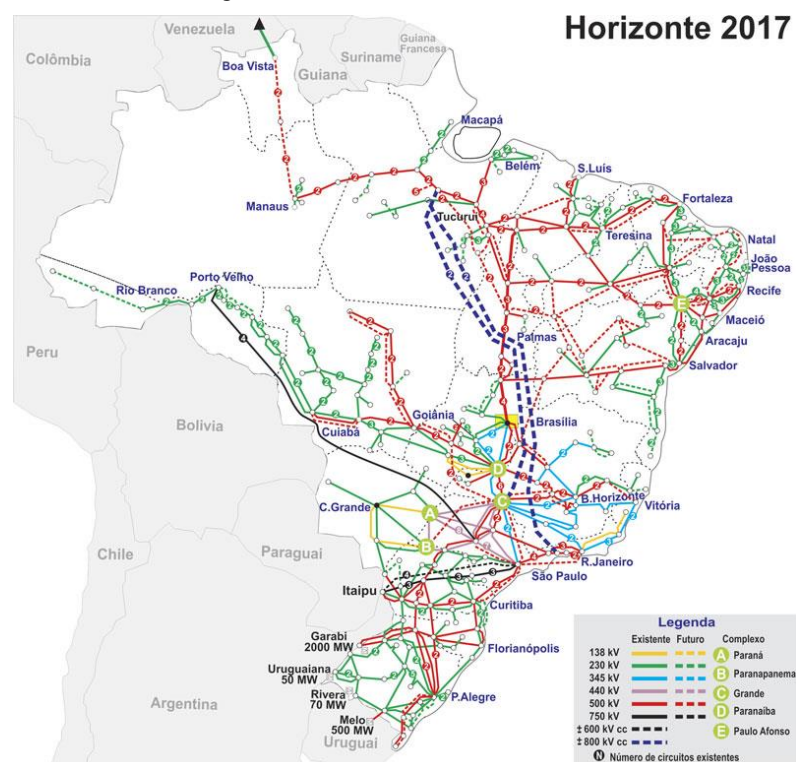 Horizonte 2017
Venezuela
Colômbia
Boa Vista
Guiana
Suriname
Guiana
Francesa
Macapá
Belém
S.Luís
Manaus
Tucuruí
Fortaleza
Teresina
Natal
João
Pessoa
Recife
Maceió
Aracaju
Salvador
Porto Velho
Rio Branco
Palmas
Peru
Bolivia
Cuiabá
Goiânia
Brasília
D
E
C.Grande
A
B
C
B.Horizonte
Vitória
Chile
Paraguai
R.Janeiro
São Paulo
Itaipu
Curitiba
Garabi
2000 MW
Florianópolis
Uruguaiana
50 MW
Rivera
70 MW
P.Alegre
Melo
500 MW
Argentina
Uruguai
Legenda
Existente Futuro Complexo
138 kV A Paraná
230 kV B Paranapanema
345 kV C Grande
440 kV D Paranaíba
500 kV E Paulo Afonso
750 kV
± 600 kV cc
± 800 kV cc
N Número de circuitos existentes